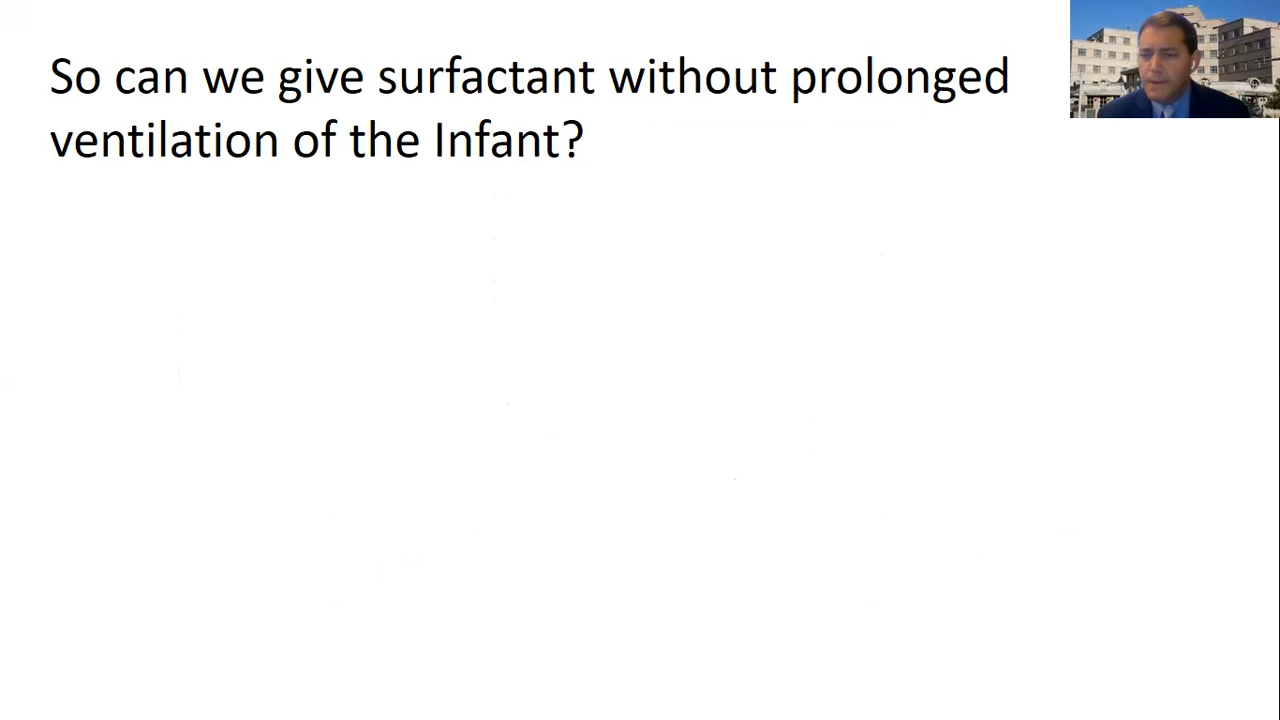 So can we give surfactant without prolonged
ventilation of the Infant?